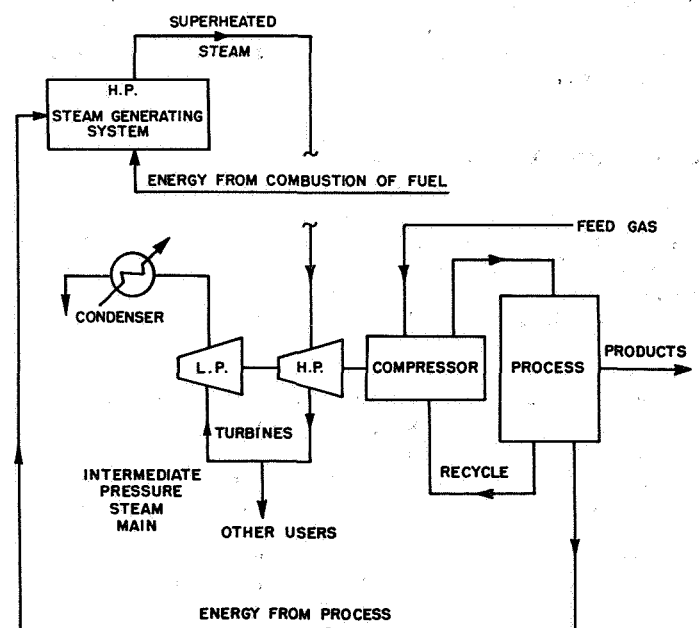 SUPERHEATED
STEAM
H.P.
STEAM GENERATING
SYSTEM
ENERGY FROM COMBUSTION OF FUEL
FEED GAS
CONDENSER
L.P.
H.P.
COMPRESSOR
PROCESS
PRODUCTS
TURBINES
INTERMEDIATE
PRESSURE
STEAM
MAIN
RECYCLE
OTHER USERS
ENERGY FROM PROCESS